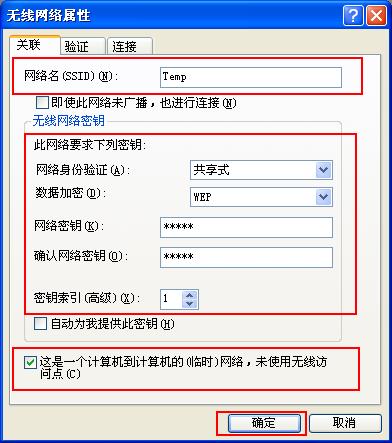 无线网络属性
关联 验证 连接
网络名(SSID)(N): Temp
即使此网络未广播，也进行连接(N)
无线网络密钥
此网络要求下列密钥:
网络身份验证(A): 共享式
数据加密(D): WEP
网络密钥(K): *****
确认网络密钥(O): *****
密钥索引(高级)(X): 1
自动为我提供此密钥(H)
这是一个计算机到计算机的(临时)网络，未使用无线访
问点(C)
确定 取消